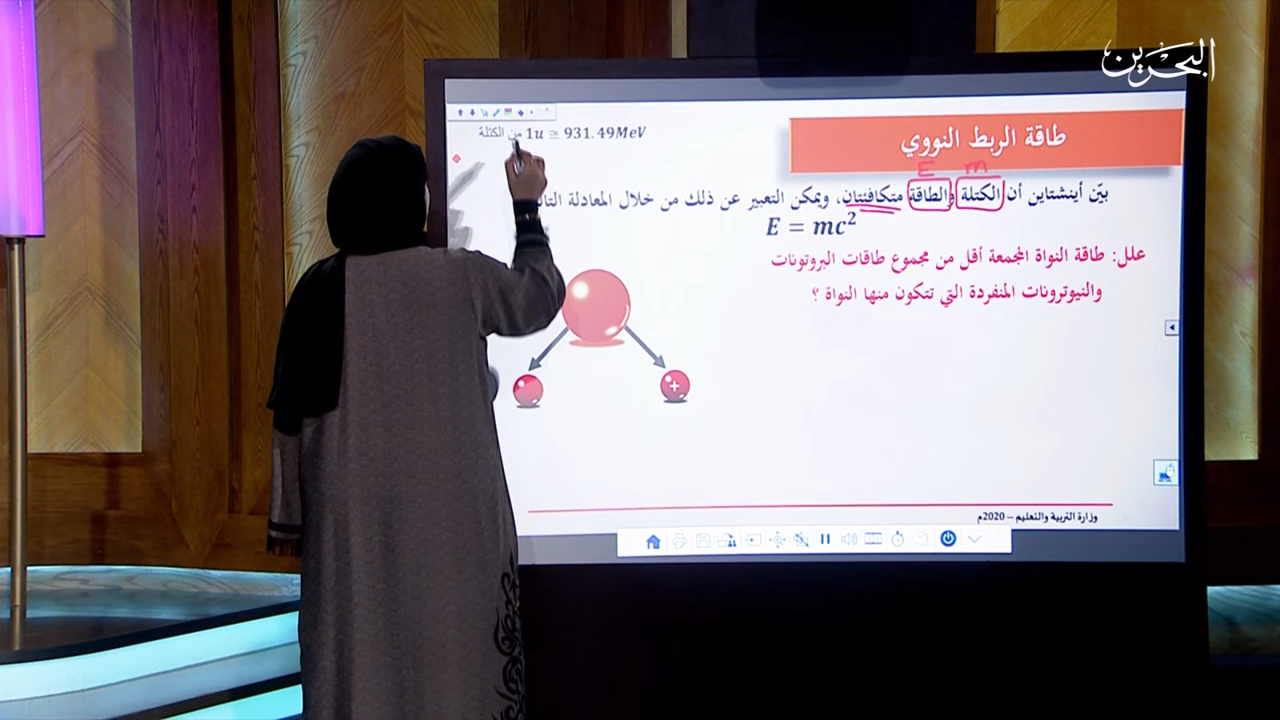 البحرين
من الكتلة 1u ≅ 931.49MeV
طاقة الربط النووي
E m
بيّن أينشتاين أن الكتلة والطاقة متكافئتان، ويمكن التعبير عن ذلك من خلال المعادلة
E = mc²
علل: طاقة النواة المجمعة أقل من مجموع طاقات البروتونات
والنيوترونات المنفردة التي تتكون منها النواة ؟
+
وزارة التربية والتعليم – 2020م